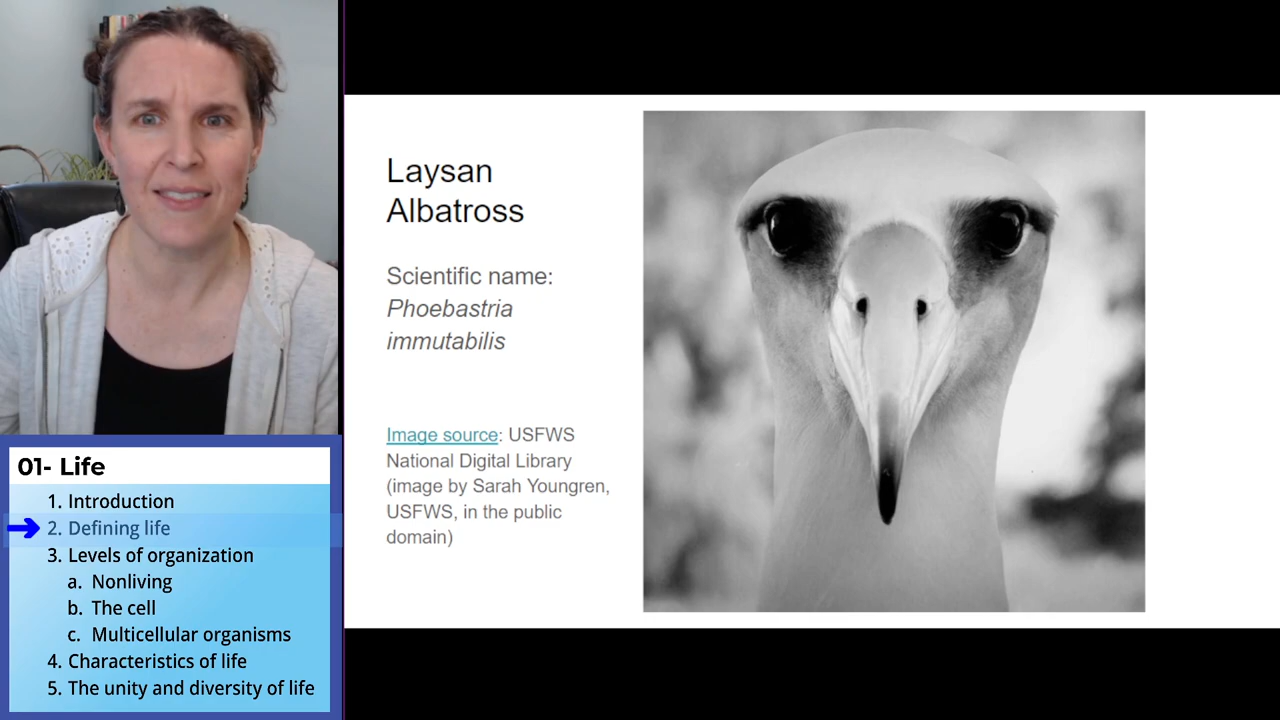 Laysan
Albatross
Scientific name:
Phoebastria
immutabilis
Image source: USFWS
National Digital Library
(image by Sarah Youngren,
USFWS, in the public
domain)
01- Life
1. Introduction
2. Defining life
3. Levels of organization
a. Nonliving
b. The cell
c. Multicellular organisms
4. Characteristics of life
5. The unity and diversity of life